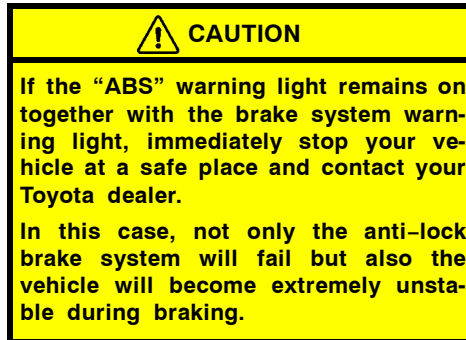 CAUTION
If the “ABS” warning light remains on
together with the brake system warn-
ing light, immediately stop your ve-
hicle at a safe place and contact your
Toyota dealer.
In this case, not only the anti–lock
brake system will fail but also the
vehicle will become extremely unsta-
ble during braking.